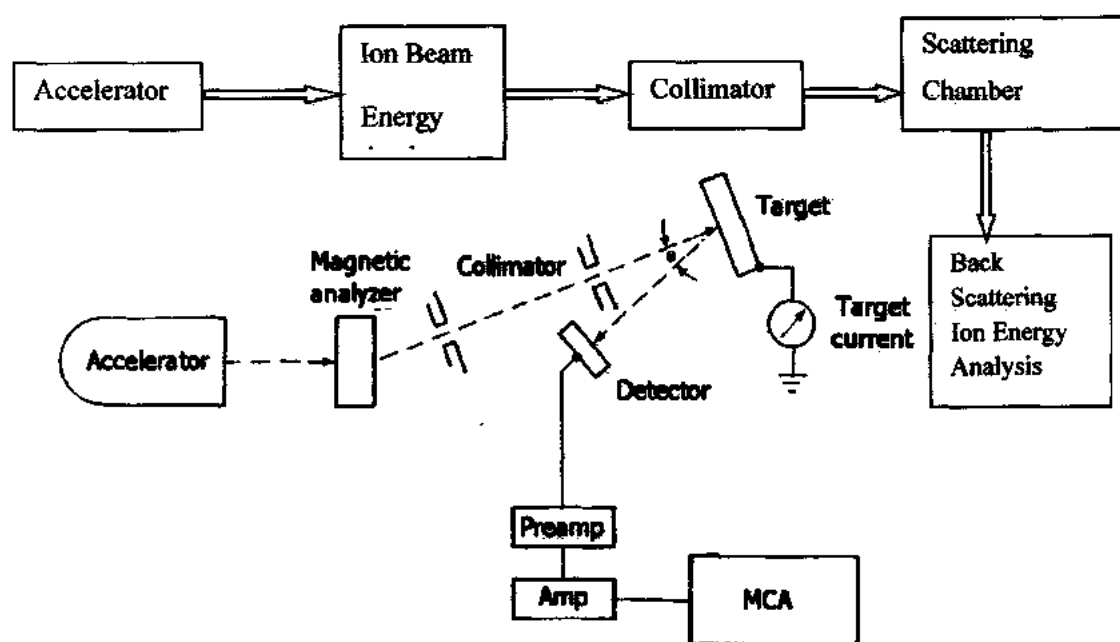 Accelerator
Ion Beam
Energy
Collimator
Scattering
Chamber
Back
Scattering
Ion Energy
Analysis
Target
Magnetic
analyzer
Collimator
θ
Accelerator
Target
current
Detector
Preamp
Amp
MCA